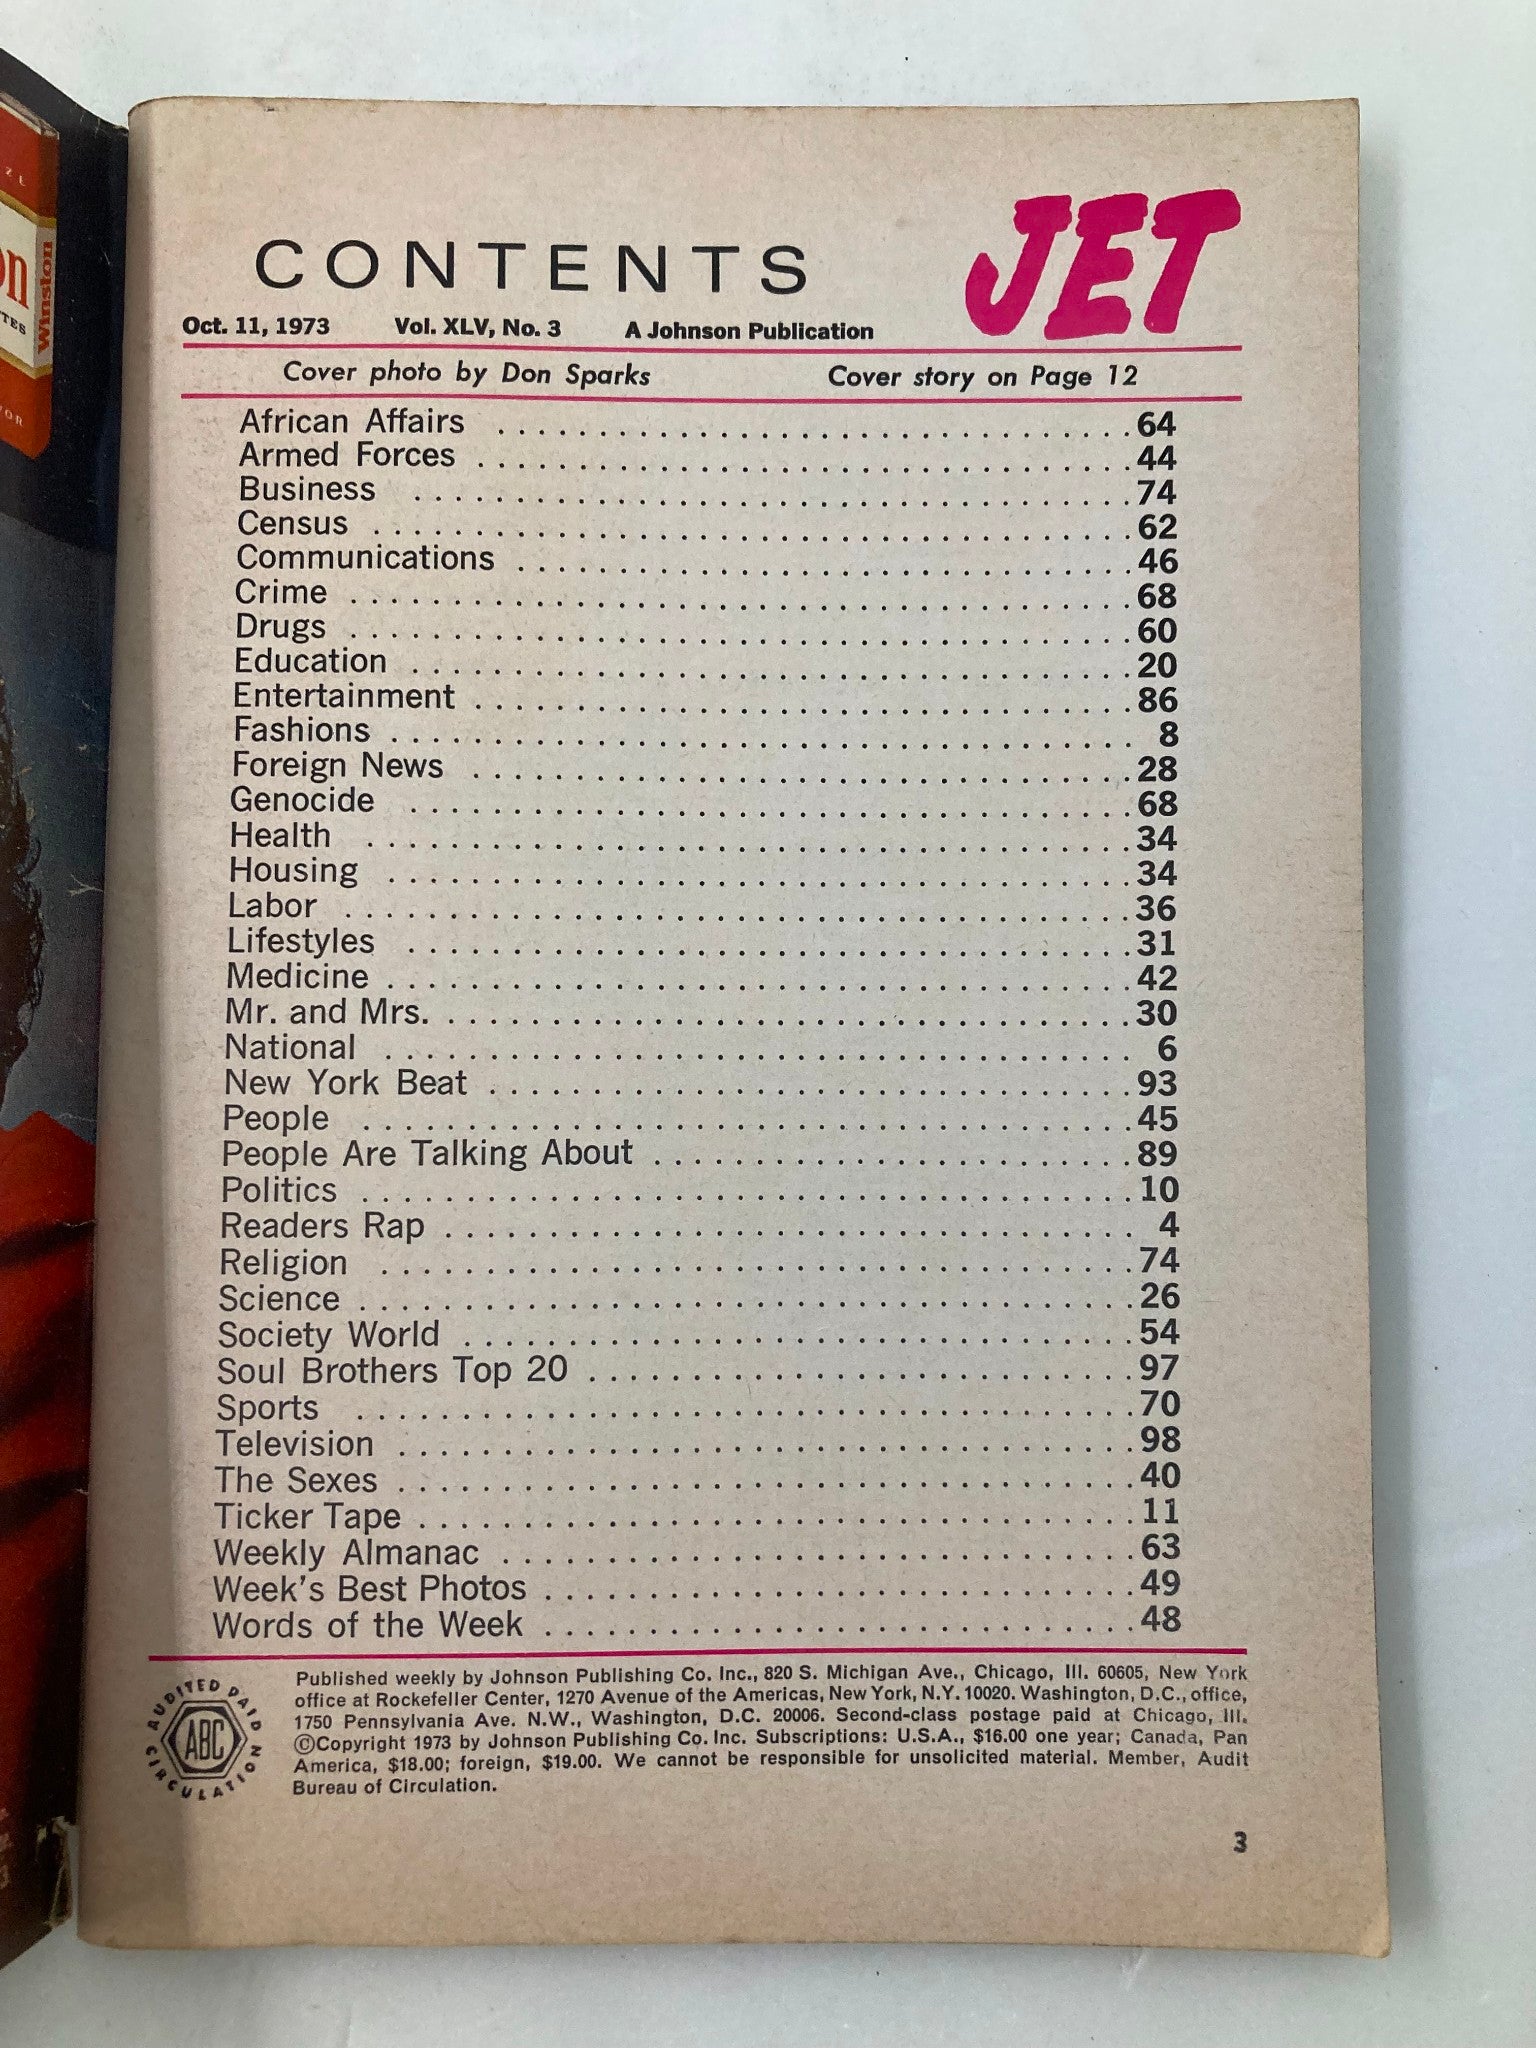 CONTENTS
JET
Oct. 11, 1973 Vol. XLV, No. 3 A Johnson Publication
Cover photo by Don Sparks Cover story on Page 12
African Affairs . . . . . . . . . . 64
Armed Forces . . . . . . . . . . 44
Business . . . . . . . . . . 74
Census . . . . . . . . . . 62
Communications . . . . . . . . . . 46
Crime . . . . . . . . . . 68
Drugs . . . . . . . . . . 60
Education . . . . . . . . . . 20
Entertainment . . . . . . . . . . 86
Fashions . . . . . . . . . . 8
Foreign News . . . . . . . . . . 28
Genocide . . . . . . . . . . 68
Health . . . . . . . . . . 34
Housing . . . . . . . . . . 34
Labor . . . . . . . . . . 36
Lifestyles . . . . . . . . . . 31
Medicine . . . . . . . . . . 42
Mr. and Mrs. . . . . . . . . . . 30
National . . . . . . . . . . 6
New York Beat . . . . . . . . . . 93
People . . . . . . . . . . 45
People Are Talking About . . . . . . . . . . 89
Politics . . . . . . . . . . 10
Readers Rap . . . . . . . . . . 4
Religion . . . . . . . . . . 74
Science . . . . . . . . . . 26
Society World . . . . . . . . . . 54
Soul Brothers Top 20 . . . . . . . . . . 97
Sports . . . . . . . . . . 70
Television . . . . . . . . . . 98
The Sexes . . . . . . . . . . 40
Ticker Tape . . . . . . . . . . 11
Weekly Almanac . . . . . . . . . . 63
Week's Best Photos . . . . . . . . . . 49
Words of the Week . . . . . . . . . . 48
AUDITED PAID
ABC
CIRCULATION
Published weekly by Johnson Publishing Co. Inc., 820 S. Michigan Ave., Chicago, Ill. 60605, New York
office at Rockefeller Center, 1270 Avenue of the Americas, New York, N.Y. 10020. Washington, D.C., office,
1750 Pennsylvania Ave. N.W., Washington, D.C. 20006. Second-class postage paid at Chicago, Ill.
©Copyright 1973 by Johnson Publishing Co. Inc. Subscriptions: U.S.A., $16.00 one year; Canada, Pan
America, $18.00; foreign, $19.00. We cannot be responsible for unsolicited material. Member, Audit
Bureau of Circulation.
3
Winston